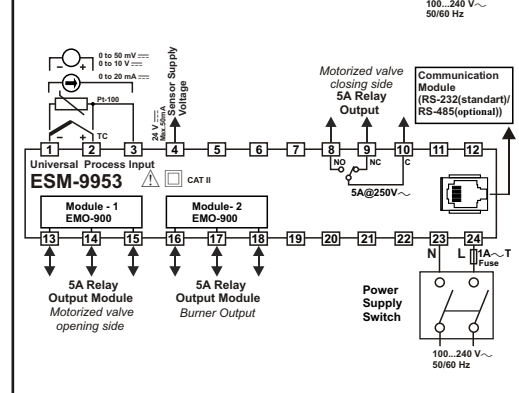 100...240 V~
50/60 Hz
0 to 50 mV
0 to 10 V
0 to 20 mA
Pt-100
TC
24 V
Max.50mA
Sensor Supply
Voltage
Motorized valve
closing side
5A Relay
Output
Communication
Module
(RS-232(standart)/
RS-485(optional))
1 2 3 4 5 6 7 8 9 10 11 12
Universal Process Input
NO NC C
ESM-9953 CAT II
5A@250V~
Module - 1
EMO-900
Module- 2
EMO-900
13 14 15 16 17 18 19 20 21 22 23 24
N L 1A~T
Fuse
5A Relay
Output Module
Motorized valve
opening side
5A Relay
Output Module
Burner Output
Power
Supply
Switch
100...240 V~
50/60 Hz